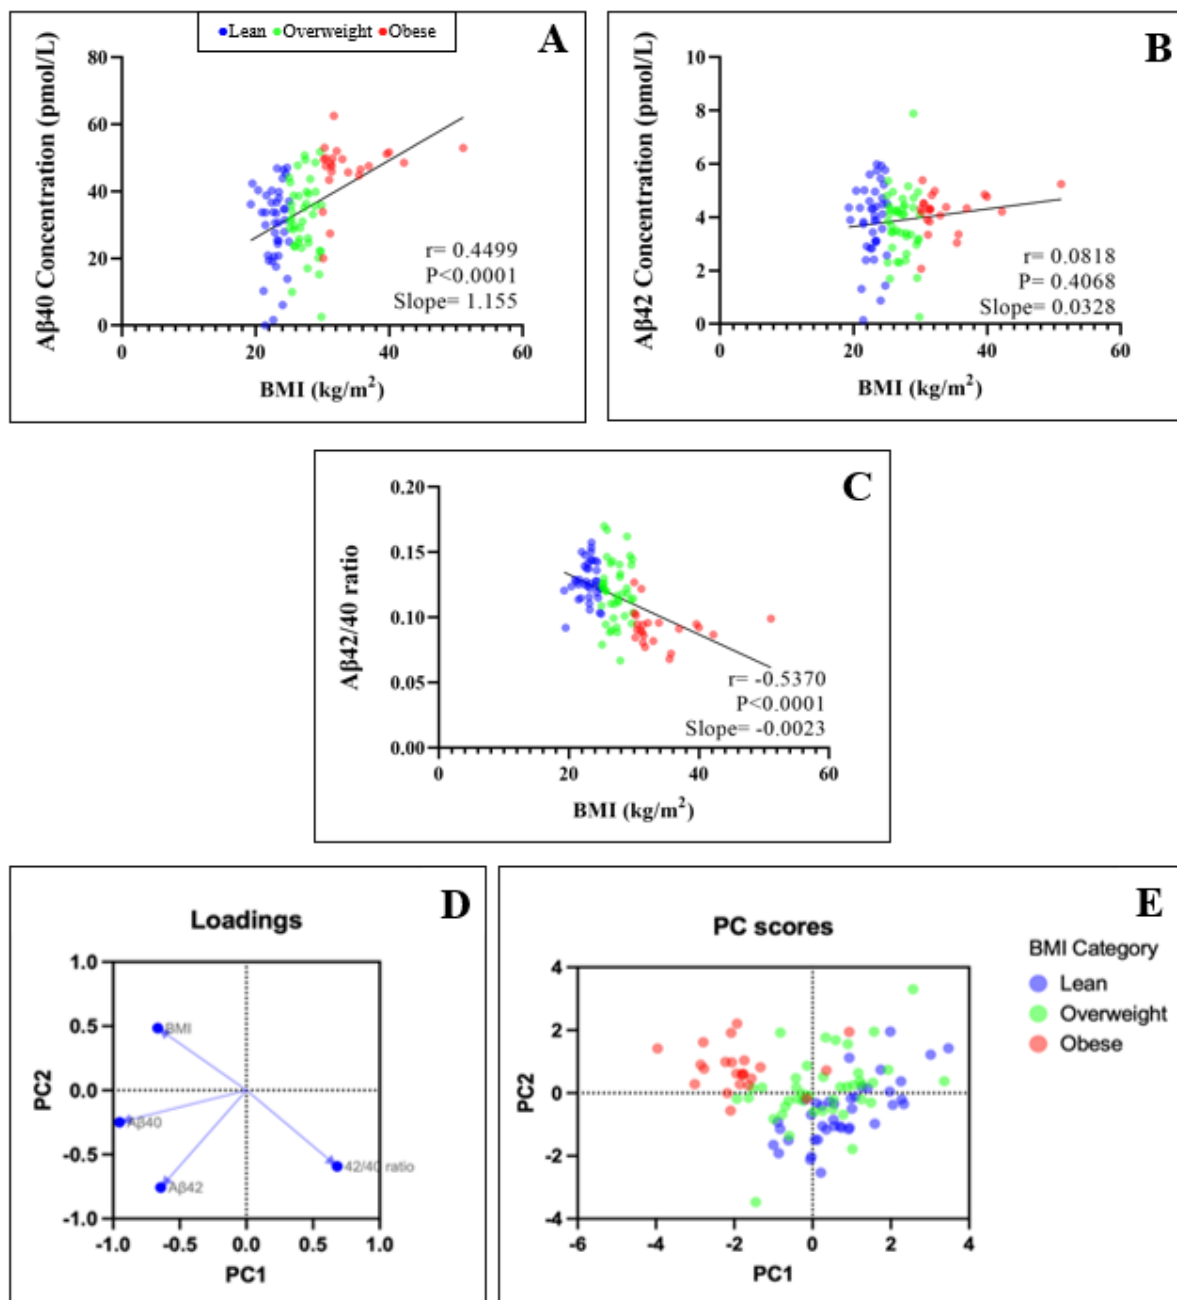 Lean Overweight Obese
A
Aβ40 Concentration (pmol/L)
80
60
40
20
0
r= 0.4499
P<0.0001
Slope= 1.155
0 20 40 60
BMI (kg/m²)
B
Aβ42 Concentration (pmol/L)
10
8
6
4
2
0
r= 0.0818
P= 0.4068
Slope= 0.0328
0 20 40 60
BMI (kg/m²)
C
Aβ42/40 ratio
0.20
0.15
0.10
0.05
0.00
r= -0.5370
P<0.0001
Slope= -0.0023
0 20 40 60
BMI (kg/m²)
D
Loadings
PC2
1.0
0.5
0.0
-0.5
-1.0
BMI
Aβ40
Aβ42
42/40 ratio
-1.0 -0.5 0.0 0.5 1.0
PC1
E
PC scores
PC2
4
2
0
-2
-4
-6 -4 -2 0 2 4
PC1
BMI Category
Lean
Overweight
Obese